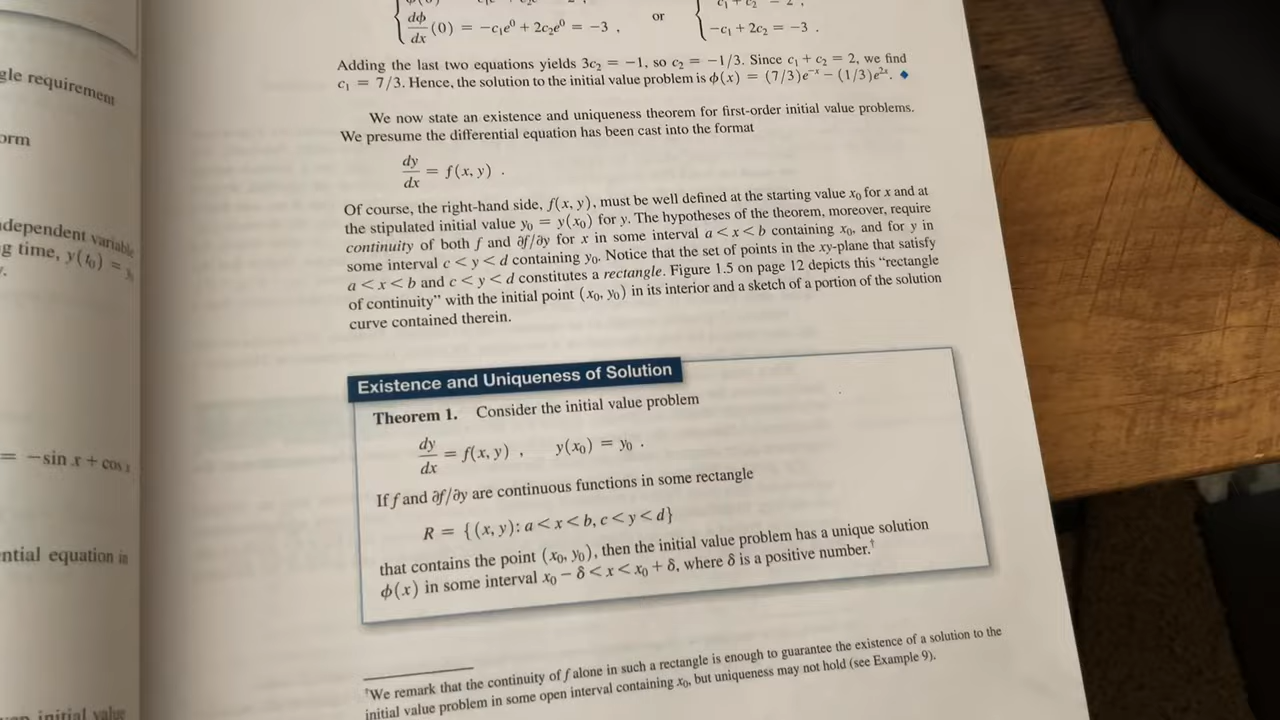 gle requirement
orm
dependent variable
g time, y(t₀) = y₀
= −sin x + cos x
ntial equation in
initial value
dφ/dx (0) = −c₁e⁰ + 2c₂e⁰ = −3 , or −c₁ + 2c₂ = −3 .
Adding the last two equations yields 3c₂ = −1, so c₂ = −1/3. Since c₁ + c₂ = 2, we find
c₁ = 7/3. Hence, the solution to the initial value problem is φ(x) = (7/3)e⁻ˣ − (1/3)e²ˣ. ◆
We now state an existence and uniqueness theorem for first-order initial value problems.
We presume the differential equation has been cast into the format
dy/dx = f(x, y) .
Of course, the right-hand side, f(x, y), must be well defined at the starting value x₀ for x and at
the stipulated initial value y₀ = y(x₀) for y. The hypotheses of the theorem, moreover, require
continuity of both f and ∂f/∂y for x in some interval a < x < b containing x₀, and for y in
some interval c < y < d containing y₀. Notice that the set of points in the xy-plane that satisfy
a < x < b and c < y < d constitutes a rectangle. Figure 1.5 on page 12 depicts this “rectangle
of continuity” with the initial point (x₀, y₀) in its interior and a sketch of a portion of the solution
curve contained therein.
Existence and Uniqueness of Solution
Theorem 1. Consider the initial value problem
dy/dx = f(x, y) , y(x₀) = y₀ .
If f and ∂f/∂y are continuous functions in some rectangle
R = {(x, y): a < x < b, c < y < d}
that contains the point (x₀, y₀), then the initial value problem has a unique solution
φ(x) in some interval x₀ − δ < x < x₀ + δ, where δ is a positive number.†
†We remark that the continuity of f alone in such a rectangle is enough to guarantee the existence of a solution to the
initial value problem in some open interval containing x₀, but uniqueness may not hold (see Example 9).